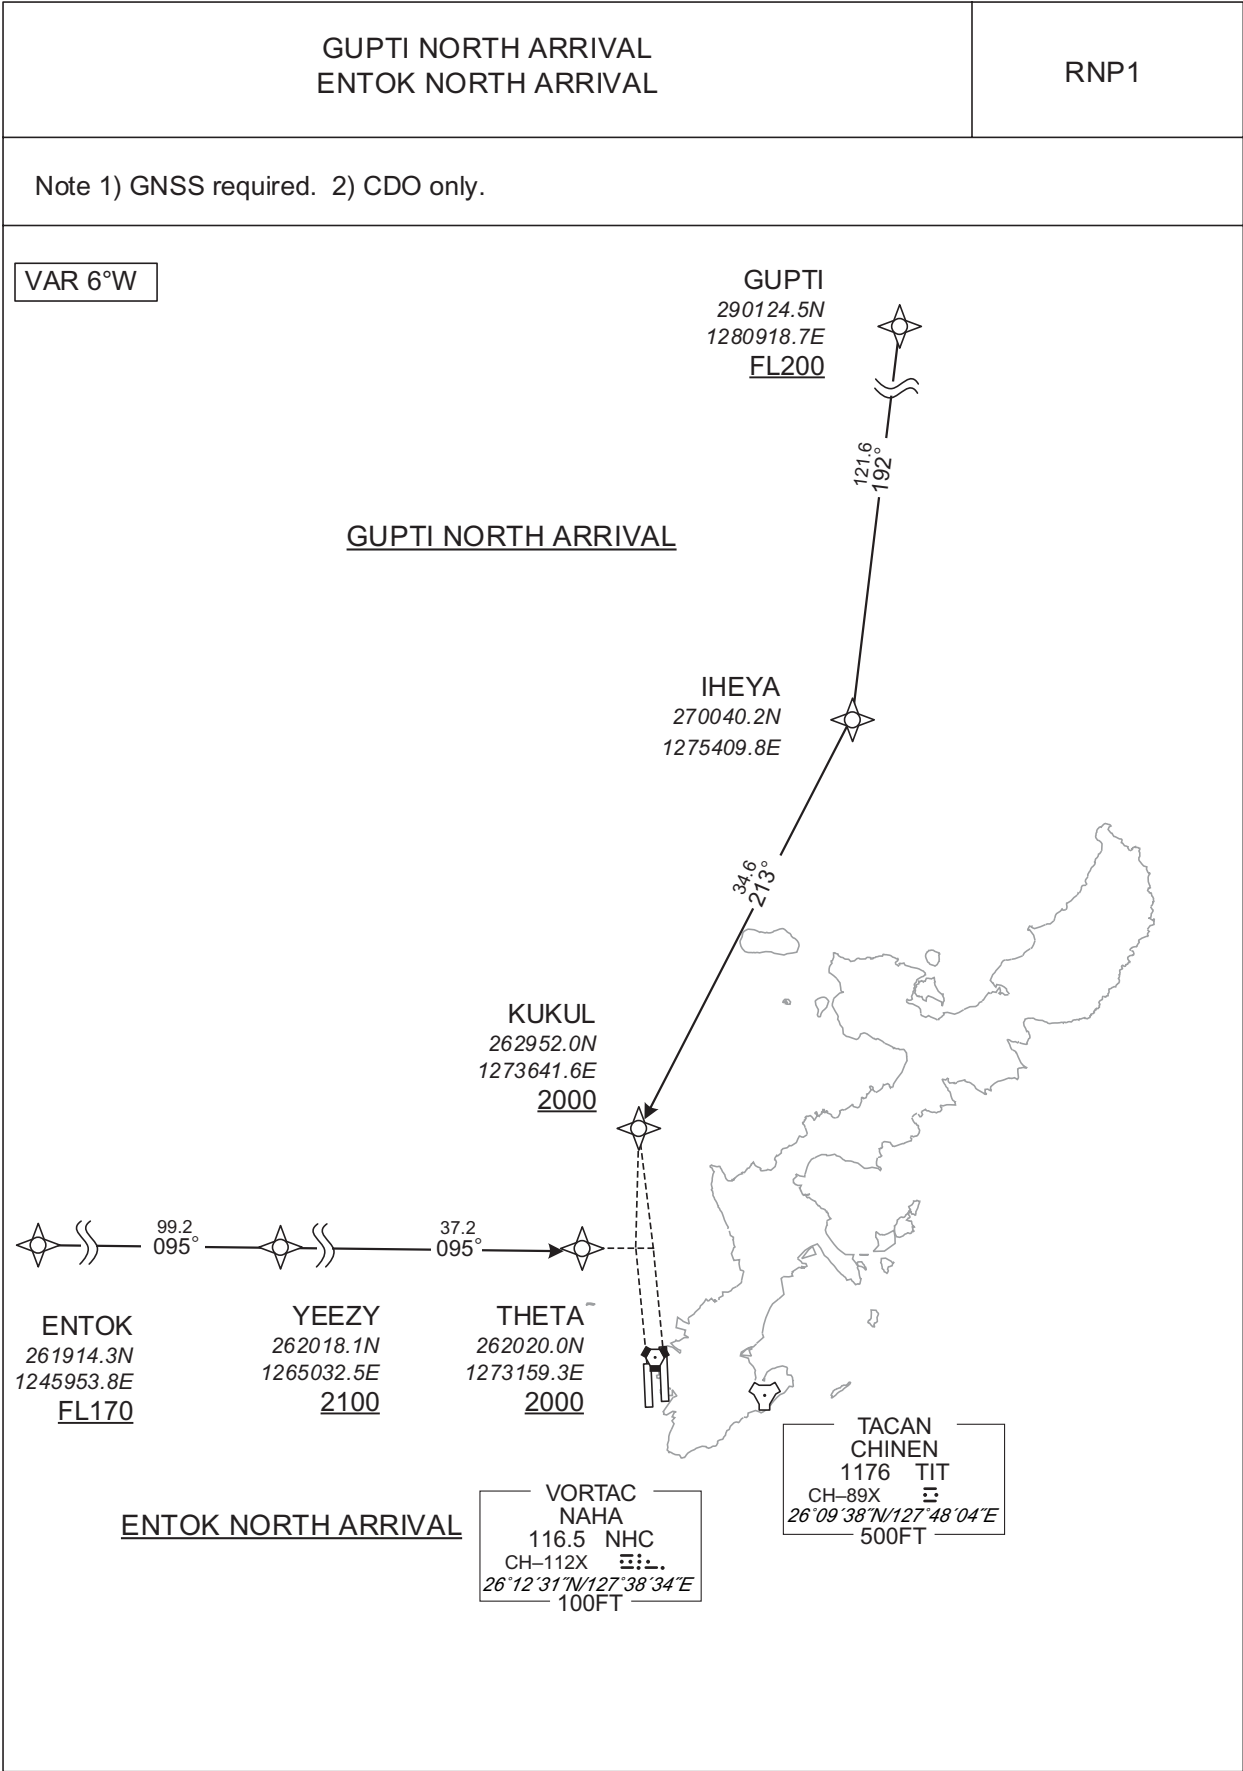 GUPTI NORTH ARRIVAL
ENTOK NORTH ARRIVAL
RNP1
Note 1) GNSS required.  2) CDO only.
VAR 6°W
GUPTI
290124.5N
1280918.7E
FL200
121.6
192°
GUPTI NORTH ARRIVAL
IHEYA
270040.2N
1275409.8E
34.6
213°
KUKUL
262952.0N
1273641.6E
2000
99.2
095°
37.2
095°
ENTOK
261914.3N
1245953.8E
FL170
YEEZY
262018.1N
1265032.5E
2100
THETA
262020.0N
1273159.3E
2000
TACAN
CHINEN
1176 TIT
CH–89X
26°09´38˝N/127°48´04˝E
500FT
ENTOK NORTH ARRIVAL
VORTAC
NAHA
116.5 NHC
CH–112X
26°12´31˝N/127°38´34˝E
100FT